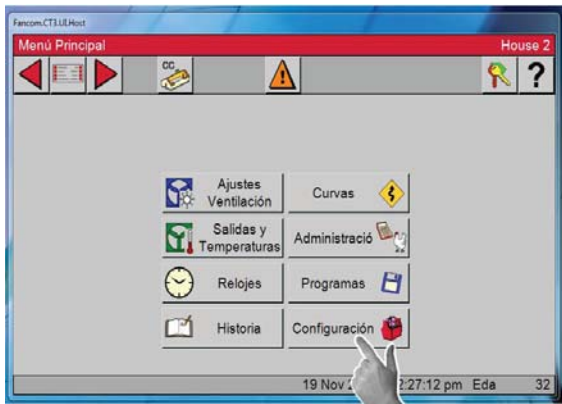 Fancom.CT3.UI.Host
Menú Principal House 2
CC
?
Ajustes Ventilación
Curvas
Salidas y Temperaturas
Administració
Relojes
Programas
Historia
Configuración
19 Nov 2:27:12 pm Eda 32